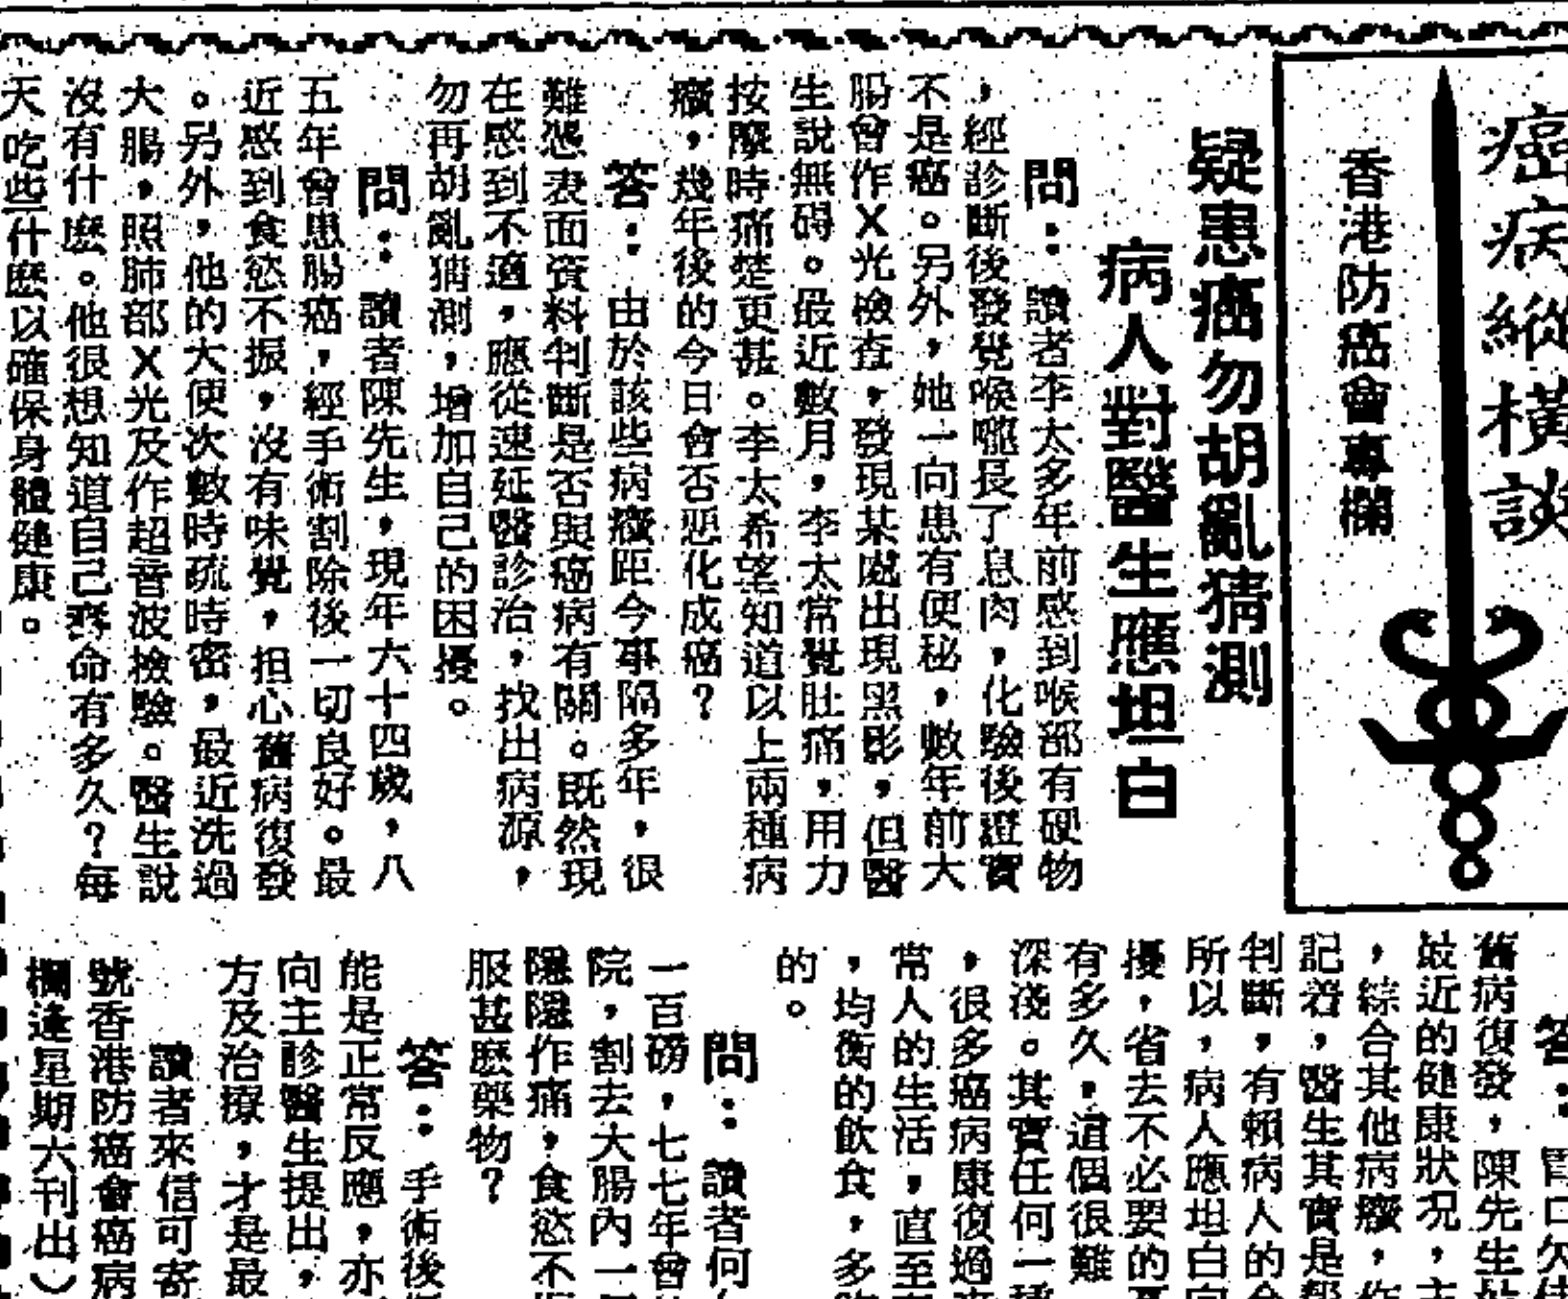 癌病縱橫談
香港防癌會專欄
疑患癌勿胡亂猜測
病人對醫生應坦白
問：讀者李太多年前感到喉部有硬物
，經診斷後發覺喉嚨長了息肉，化驗後證實
不是癌。另外，她一向患有便秘，數年前大
腸曾作X光檢查，發現某處出現黑影，但醫
生說無碍。最近數月，李太常覺肚痛，用力
按壓時痛楚更甚。李太希望知道以上兩種病
癥，幾年後的今日會否惡化成癌？
答：由於該些病癥距今事隔多年，很
難憑表面資料判斷是否與癌病有關。既然現
在感到不適，應從速延醫診治，找出病源，
勿再胡亂猜測，增加自己的困擾。
問：讀者陳先生，現年六十四歲，八
五年曾患腸癌，經手術割除後一切良好。最
近感到食慾不振，沒有味覺，担心舊病復發
。另外，他的大便次數時疏時密，最近洗過
大腸，照肺部X光及作超音波檢驗。醫生說
沒有什麽。他很想知道自己壽命有多久？每
天吃些什麽以確保身體健康。
答：胃口欠
舊病復發，陳先生
最近的健康狀況，主
，綜合其他病癥，作
記着，醫生其實是
判斷，有賴病人的
所以，病人應坦白向
擾，省去不必要的
有多久，這個很難
深淺。其實任何一種
，很多癌病康復過
常人的生活，直至
，均衡的飲食，多
的。
問：讀者何
一百磅，七七年曾
院，割去大腸內一
隱隱作痛，食慾不振
服甚麽藥物？
答：手術後
能是正常反應，亦
向主診醫生提出，
方及治療，才是最
讀者來信可寄
號香港防癌會癌病
欄逢星期六刊出）